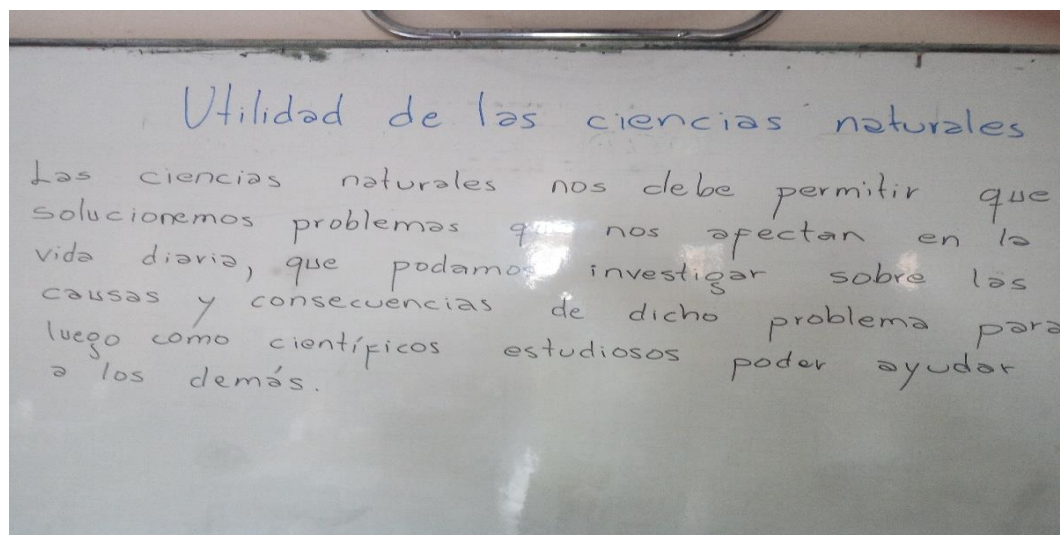 Utilidad de las ciencias naturales
Las ciencias naturales nos debe permitir que
solucionemos problemas que nos afectan en la
vida diaria, que podamos investigar sobre las
causas y consecuencias de dicho problema para
luego como científicos estudiosos poder ayudar
a los demás.